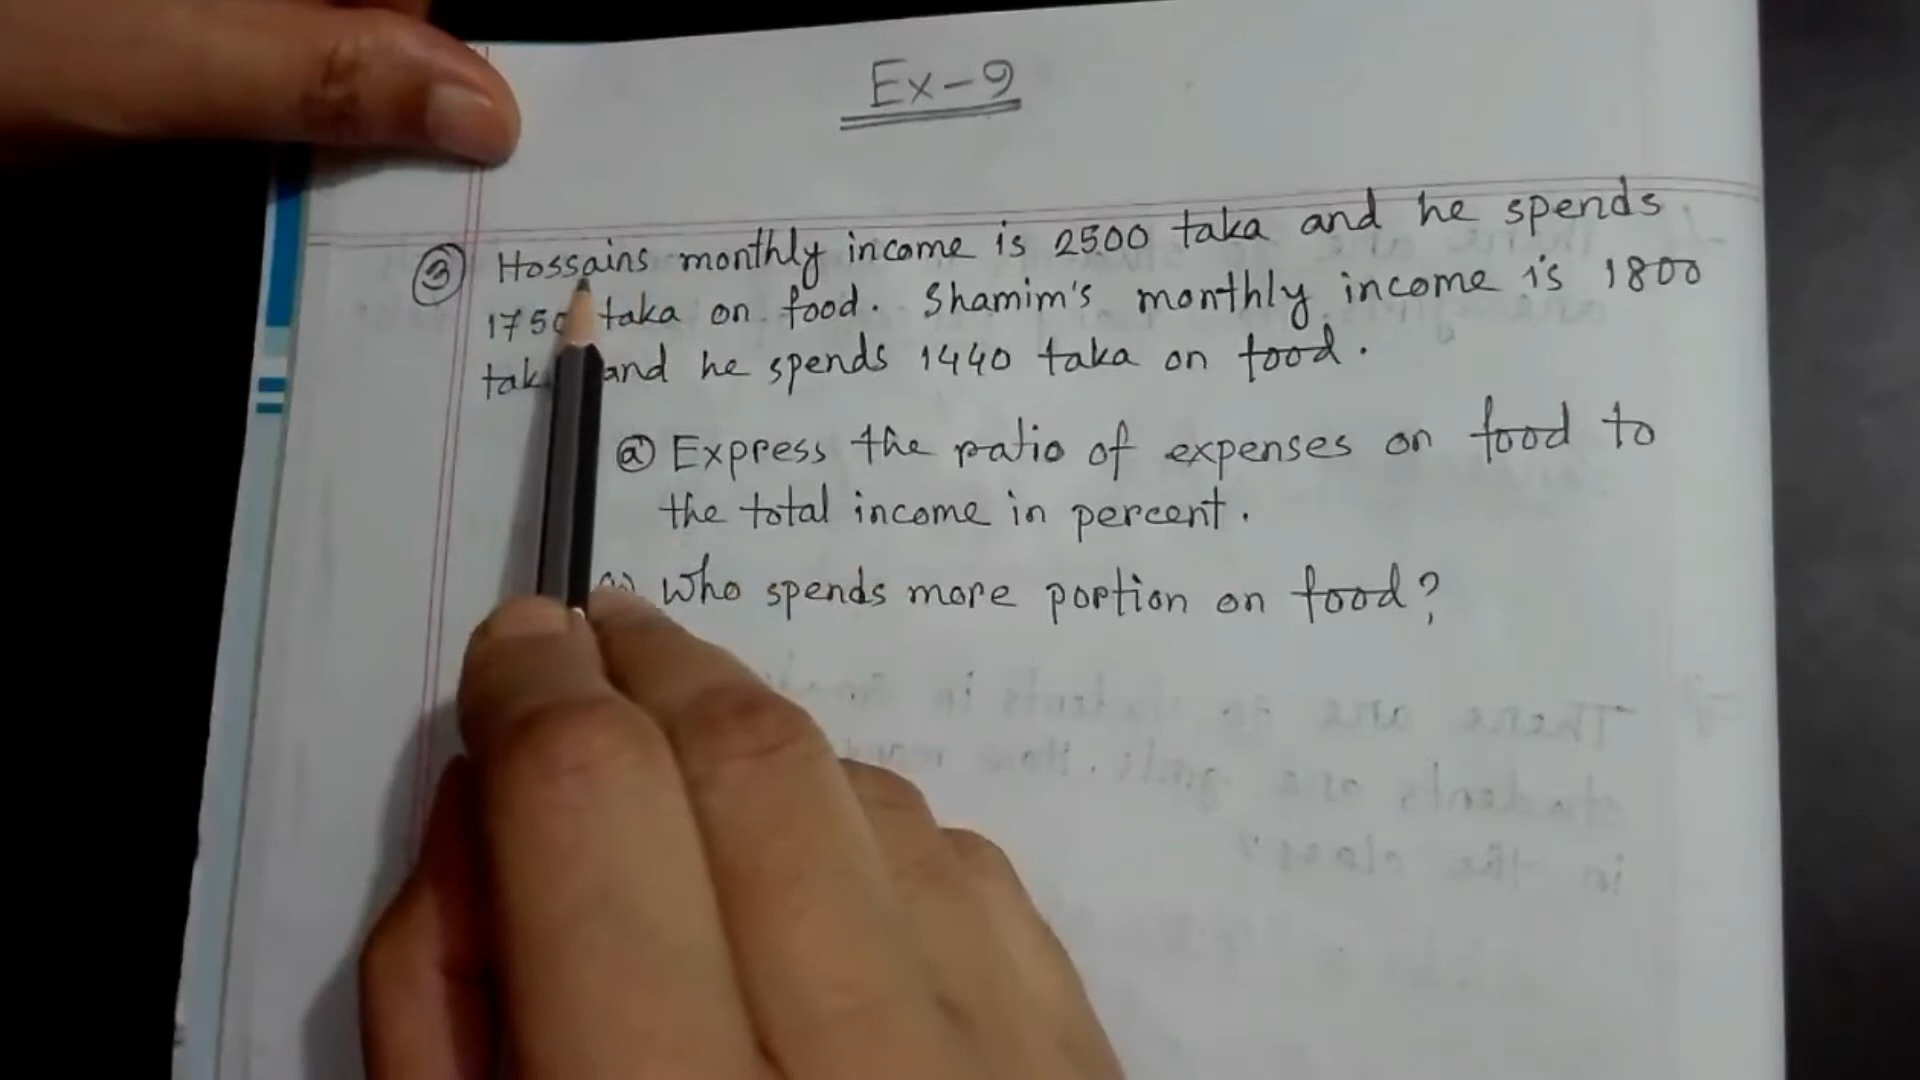 Ex-9
③ Hossains monthly income is 2500 taka and he spends
1750 taka on food. Shamim's monthly income is 1800
tak and he spends 1440 taka on food.
ⓐ Express the ratio of expenses on food to
the total income in percent.
Who spends more portion on food?